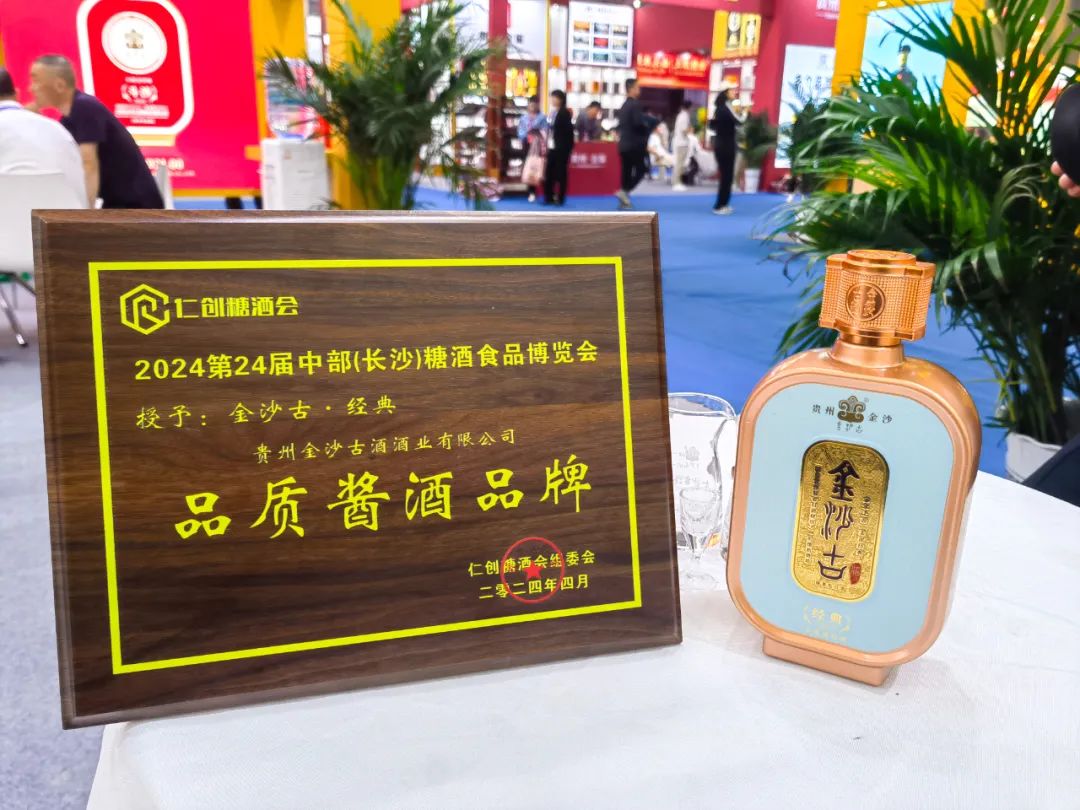 仁创糖酒会
2024第24届中部(长沙)糖酒食品博览会
授予：金沙古·经典
贵州金沙古酒酒业有限公司
品质酱酒品牌
仁创糖酒会组委会
二零二四年四月
贵州 金沙
金沙古
金沙古
经典